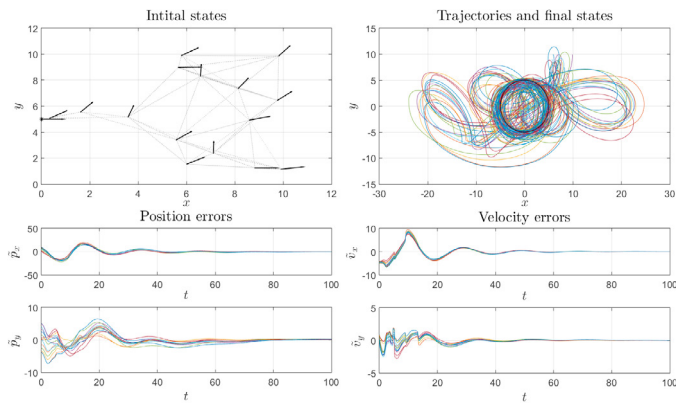 Intital states
12
10
8
6
4
2
0
y
0 2 4 6 8 10 12
x
Trajectories and final states
15
10
5
0
-5
-10
-15
y
-30 -20 -10 0 10 20 30
x
Position errors
50
0
-50
p̃x
0 20 40 60 80 100
t
10
0
-10
p̃y
0 20 40 60 80 100
t
Velocity errors
10
0
-10
ṽx
0 20 40 60 80 100
t
5
0
-5
ṽy
0 20 40 60 80 100
t